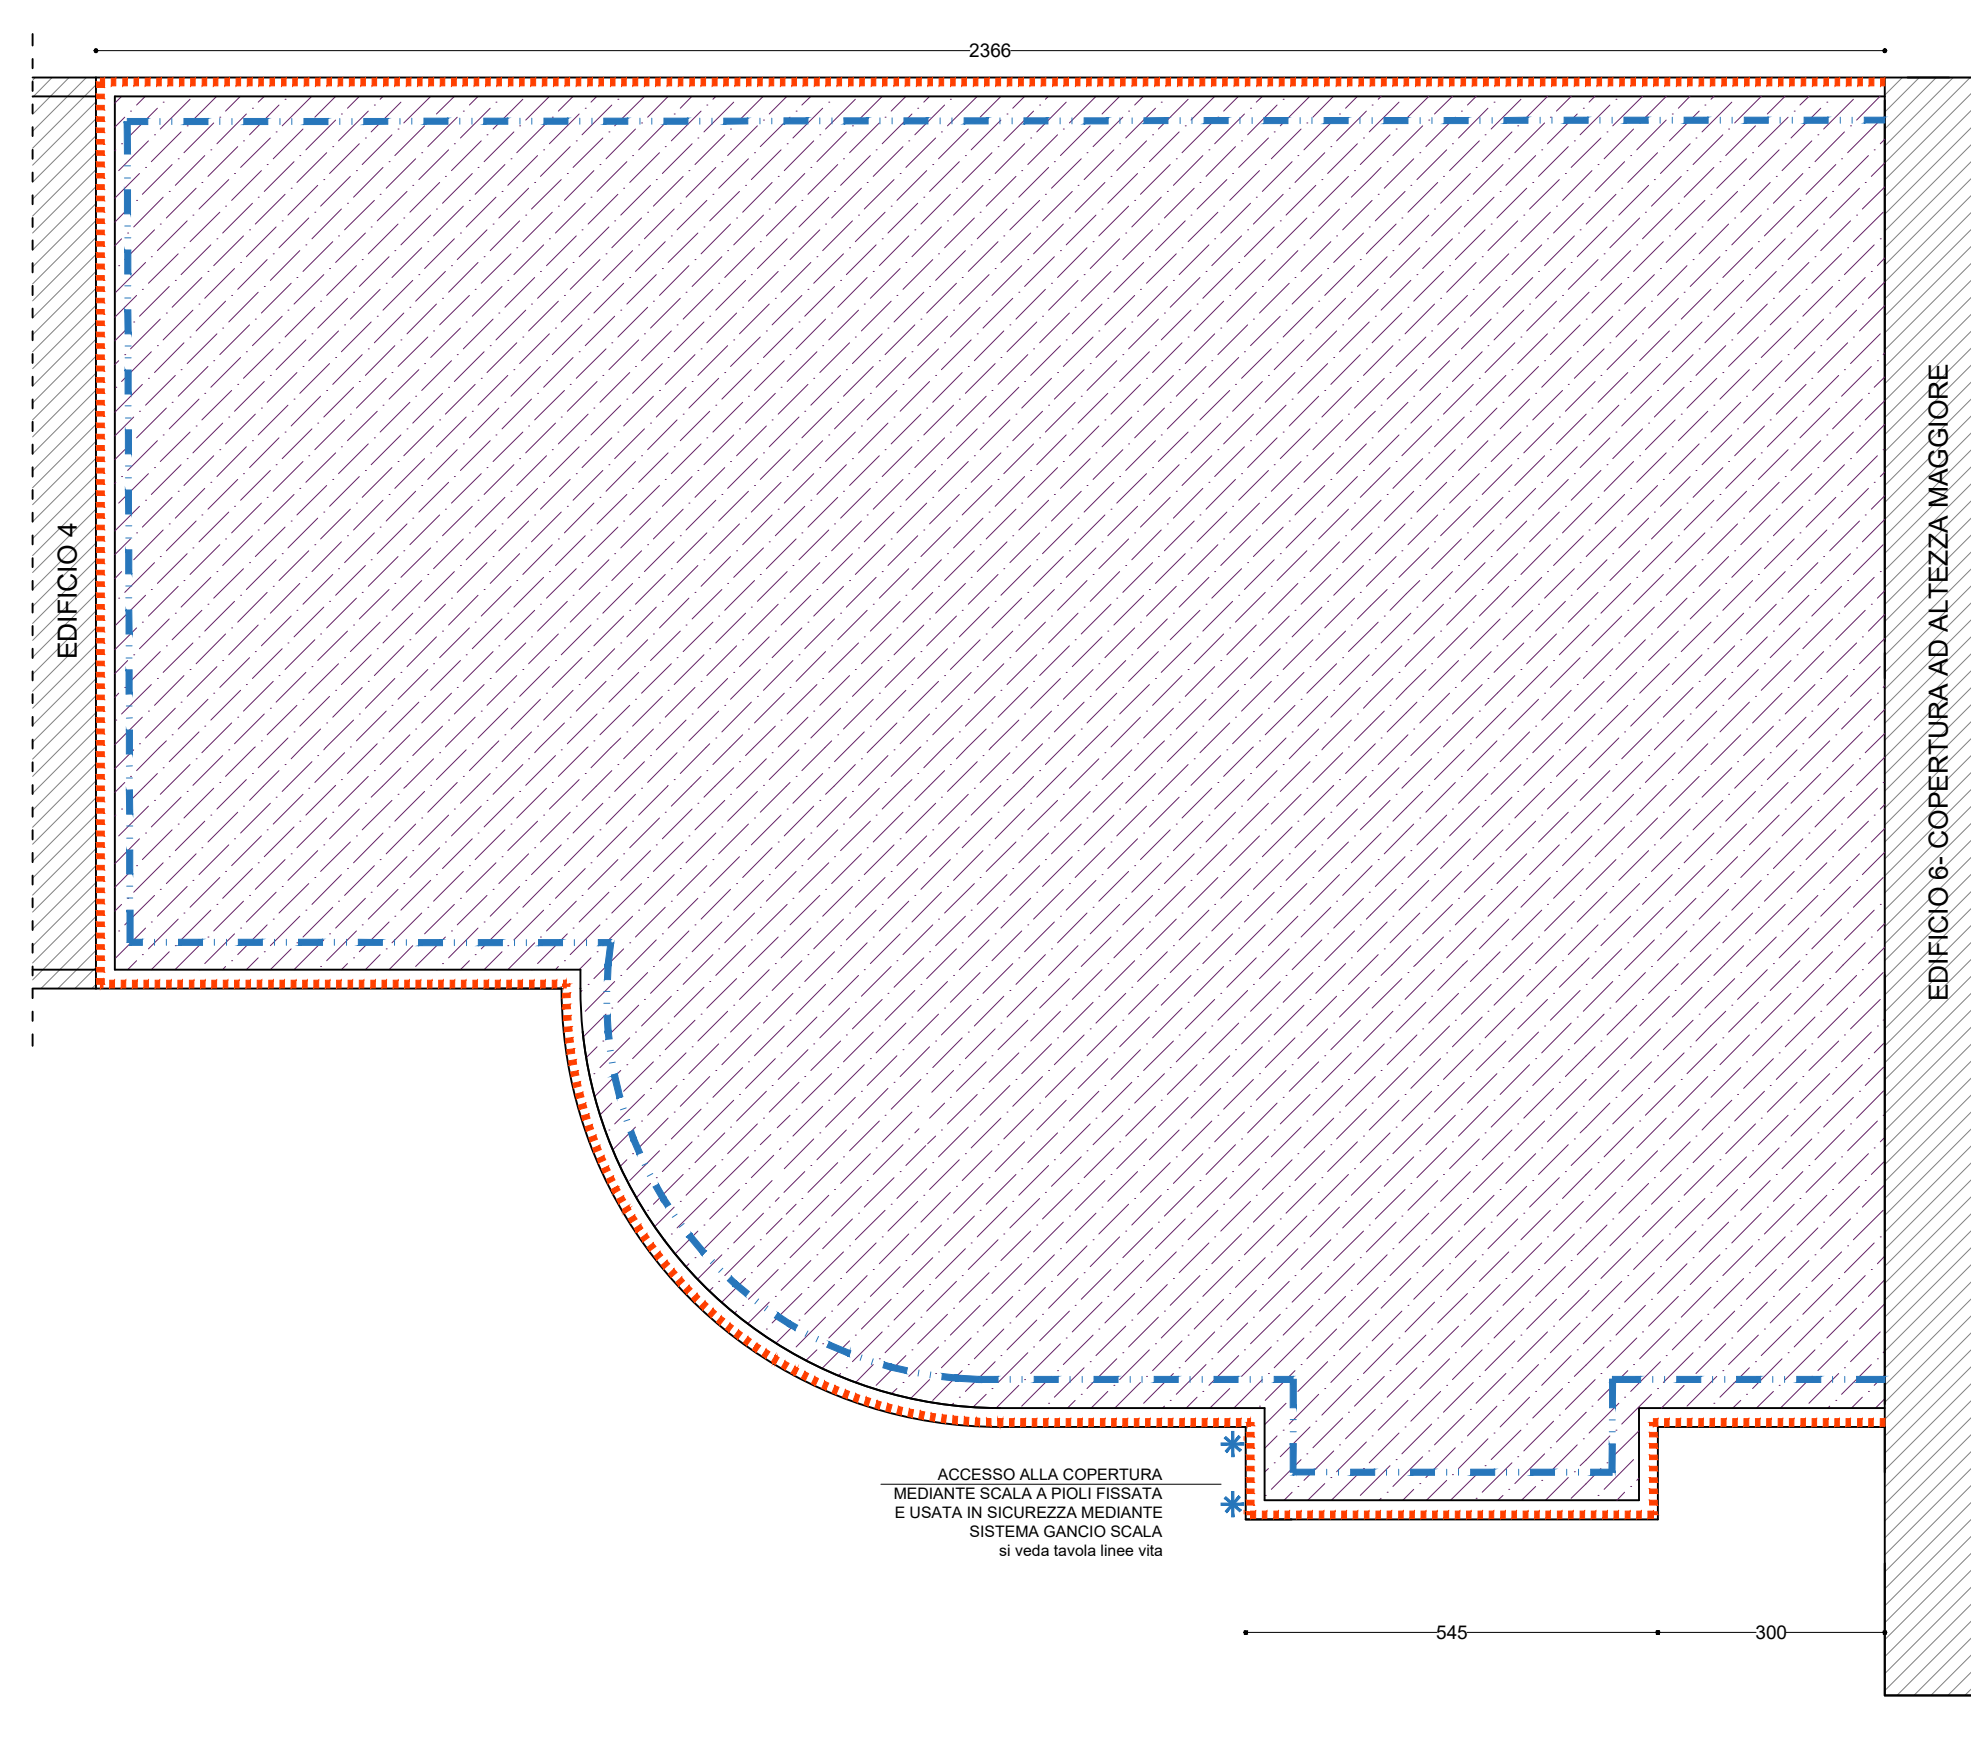 2366
EDIFICIO 4
EDIFICIO 6- COPERTURA AD ALTEZZA MAGGIORE
ACCESSO ALLA COPERTURA
MEDIANTE SCALA A PIOLI FISSATA
E USATA IN SICUREZZA MEDIANTE
SISTEMA GANCIO SCALA
si veda tavola linee vita
545
300